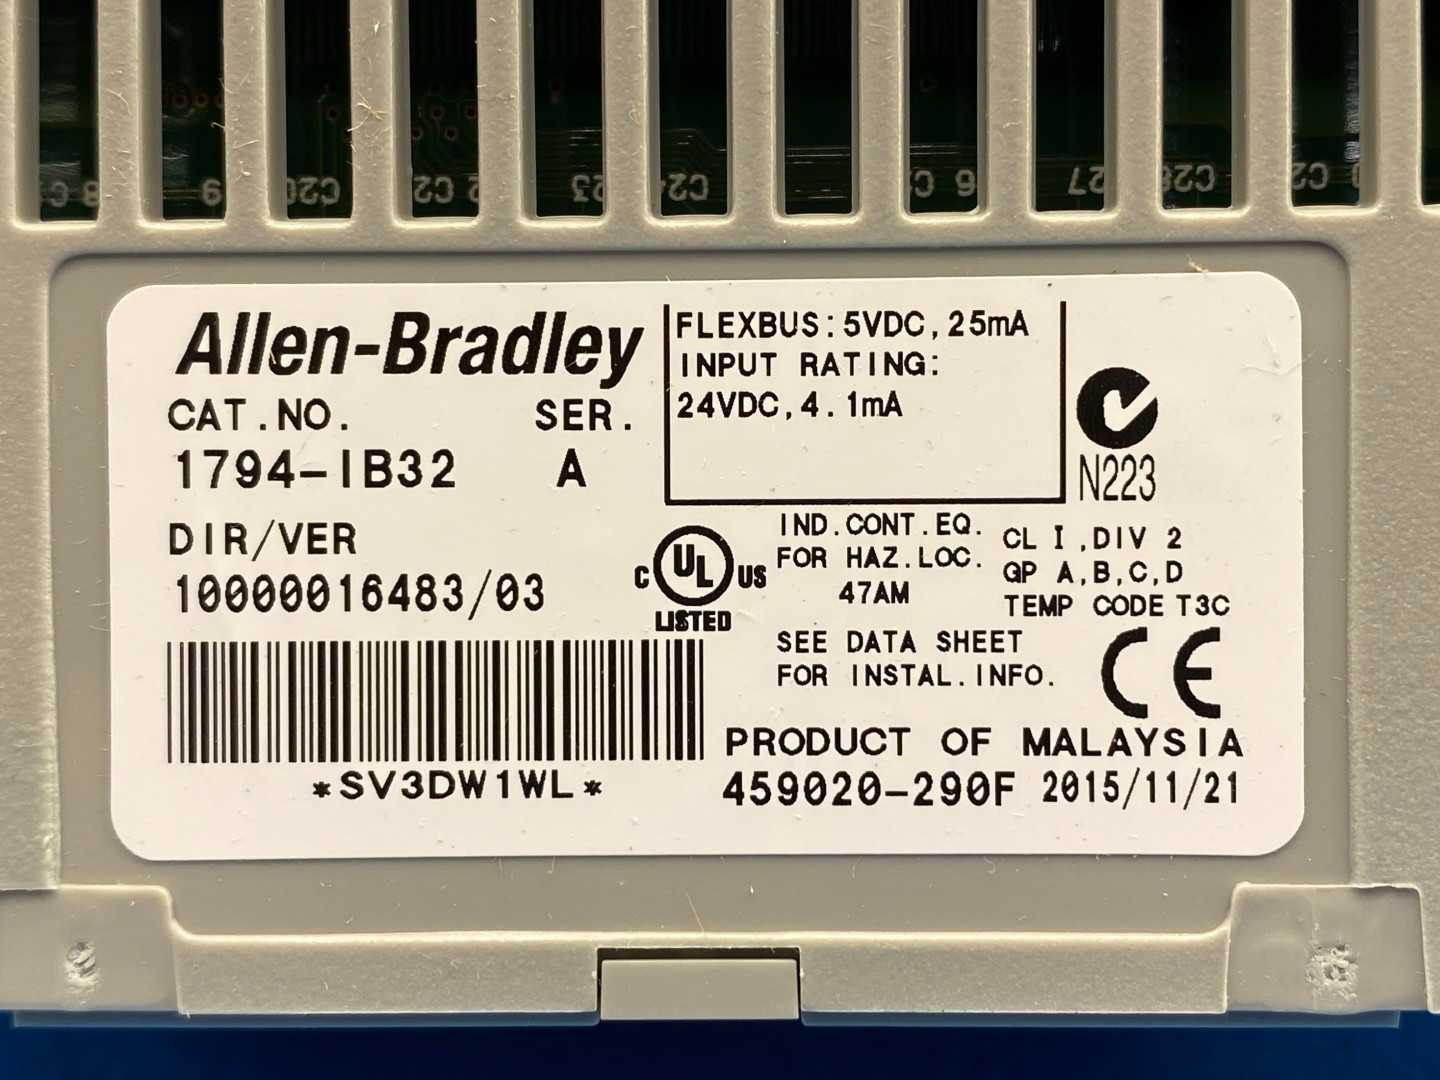 Allen-Bradley
CAT.NO. SER.
1794-IB32 A
DIR/VER
10000016483/03
*SV3DW1WL*
FLEXBUS:5VDC,25mA
INPUT RATING:
24VDC,4.1mA
N223
C UL US
LISTED
IND.CONT.EQ.
FOR HAZ.LOC.
47AM
CL I,DIV 2
GP A,B,C,D
TEMP CODE T3C
SEE DATA SHEET
FOR INSTAL.INFO.
CE
PRODUCT OF MALAYSIA
459020-290F 2015/11/21